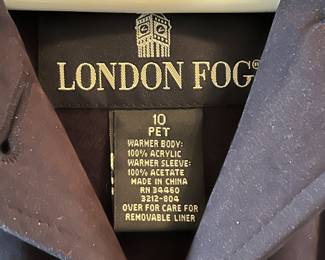 LONDON FOG®
10
PET
WARMER BODY:
100% ACRYLIC
WARMER SLEEVE:
100% ACETATE
MADE IN CHINA
RN 34460
3212-804
OVER FOR CARE FOR
REMOVABLE LINER